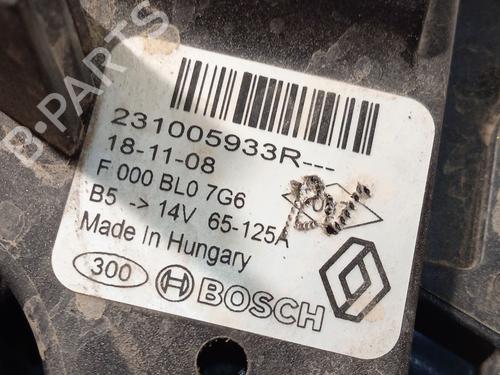 231005933R---
18-11-08
F 000 BL0 7G6
B5 -> 14V 65-125A
Made In Hungary
300 BOSCH
B-PARTS